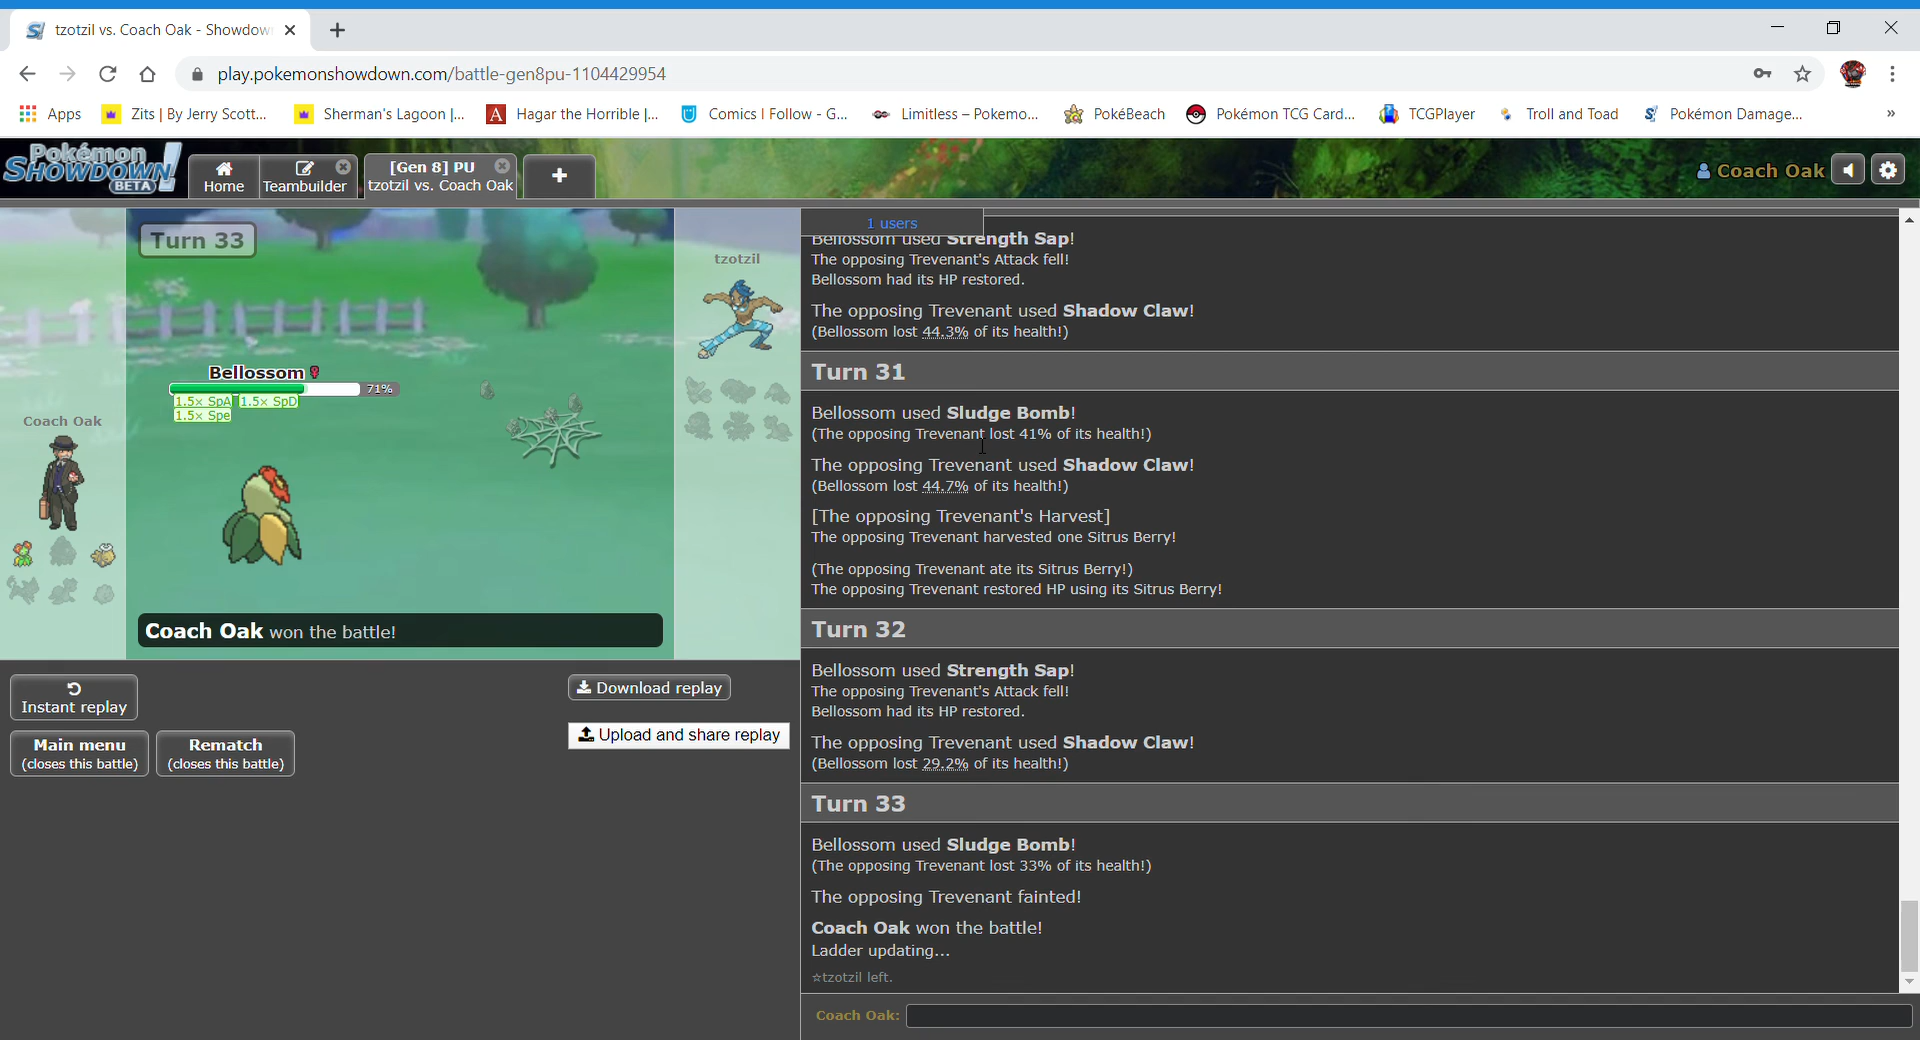 tzotzil vs. Coach Oak - Showdow
play.pokemonshowdown.com/battle-gen8pu-1104429954
Apps
Zits | By Jerry Scott...
Sherman's Lagoon |...
Hagar the Horrible |...
Comics I Follow - G...
Limitless – Pokemo...
PokéBeach
Pokémon TCG Card...
TCGPlayer
Troll and Toad
Pokémon Damage...
»
Pokémon
SHOWDOWN!
BETA
Home
Teambuilder
[Gen 8] PU
tzotzil vs. Coach Oak
Coach Oak
Turn 33
tzotzil
Bellossom
71%
1.5× SpA 1.5× SpD
1.5× Spe
Coach Oak
Coach Oak won the battle!
Instant replay
Download replay
Upload and share replay
Main menu
(closes this battle)
Rematch
(closes this battle)
1 users
Bellossom used Strength Sap!
The opposing Trevenant's Attack fell!
Bellossom had its HP restored.
The opposing Trevenant used Shadow Claw!
(Bellossom lost 44.3% of its health!)
Turn 31
Bellossom used Sludge Bomb!
(The opposing Trevenant lost 41% of its health!)
The opposing Trevenant used Shadow Claw!
(Bellossom lost 44.7% of its health!)
[The opposing Trevenant's Harvest]
The opposing Trevenant harvested one Sitrus Berry!
(The opposing Trevenant ate its Sitrus Berry!)
The opposing Trevenant restored HP using its Sitrus Berry!
Turn 32
Bellossom used Strength Sap!
The opposing Trevenant's Attack fell!
Bellossom had its HP restored.
The opposing Trevenant used Shadow Claw!
(Bellossom lost 29.2% of its health!)
Turn 33
Bellossom used Sludge Bomb!
(The opposing Trevenant lost 33% of its health!)
The opposing Trevenant fainted!
Coach Oak won the battle!
Ladder updating...
☆tzotzil left.
Coach Oak: